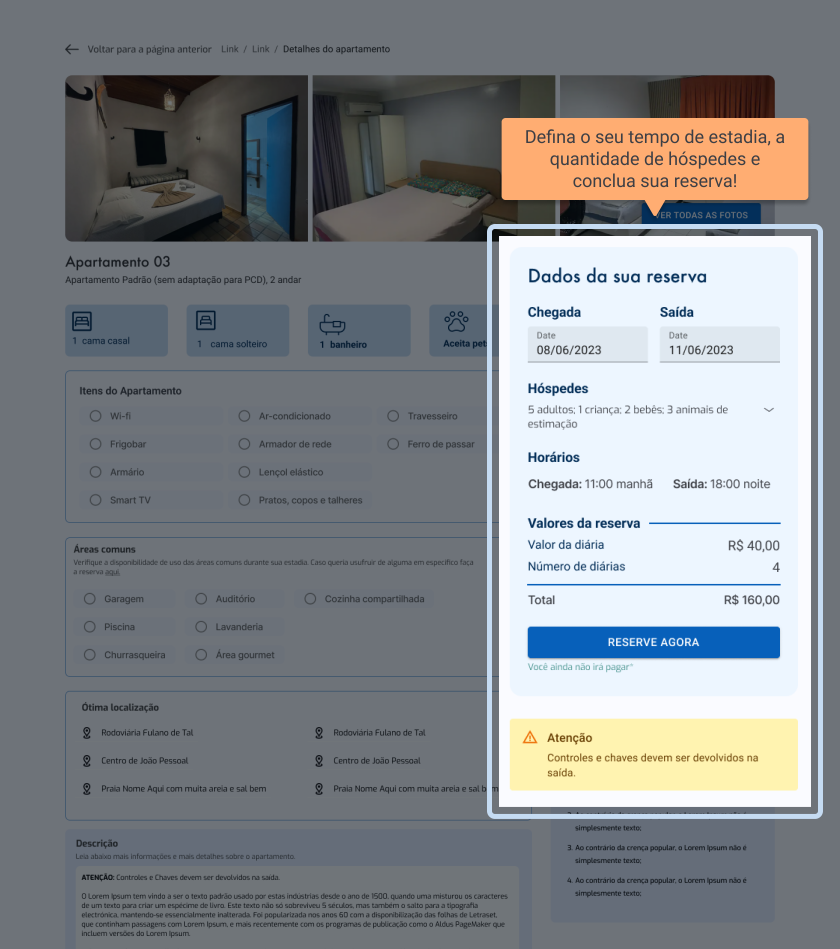 Voltar para a página anterior Link / Link / Detalhes do apartamento
Defina o seu tempo de estadia, a
quantidade de hóspedes e
conclua sua reserva!
VER TODAS AS FOTOS
Apartamento 03
Apartamento Padrão (sem adaptação para PCD), 2 andar
1 cama casal
1 cama solteiro
1 banheiro
Aceita
Itens do Apartamento
Wi-fi Ar-condicionado Travesseiro
Frigobar Armador de rede Ferro de passar
Armário Lençol elástico
Smart TV Pratos, copos e talheres
Áreas comuns
Verifique a disponibilidade de uso das áreas comuns durante sua estadia. Caso queria usufruir de alguma em específico faça
a reserva aqui.
Garagem Auditório Cozinha compartilhada
Piscina Lavanderia
Churrasqueira Área gourmet
Ótima localização
Rodoviária Fulano de Tal Rodoviária Fulano de Tal
Centro de João Pessoal Centro de João Pessoal
Praia Nome Aqui com muita areia e sal bem Praia Nome Aqui com muita areia e sal bem
Descrição
Leia abaixo mais informações e mais detalhes sobre o apartamento.
ATENÇÃO: Controles e Chaves devem ser devolvidos na saída.
O Lorem Ipsum tem vindo a ser o texto padrão usado por estas indústrias desde o ano de 1500, quando uma misturou os caracteres
de um texto para criar um espécime de livro. Este texto não só sobreviveu 5 séculos, mas também o salto para a tipografia
electrónica, mantendo-se essencialmente inalterada. Foi popularizada nos anos 60 com a disponibilização das folhas de Letraset,
que continham passagens com Lorem Ipsum, e mais recentemente com os programas de publicação como o Aldus PageMaker que
incluem versões do Lorem Ipsum.
Dados da sua reserva
Chegada Saída
Date Date
08/06/2023 11/06/2023
Hóspedes
5 adultos; 1 criança; 2 bebês; 3 animais de
estimação
Horários
Chegada: 11:00 manhã Saída: 18:00 noite
Valores da reserva
Valor da diária R$ 40,00
Número de diárias 4
Total R$ 160,00
RESERVE AGORA
Você ainda não irá pagar*
Atenção
Controles e chaves devem ser devolvidos na
saída.
simplesmente texto;
3. Ao contrário da crença popular, o Lorem Ipsum não é
simplesmente texto;
4. Ao contrário da crença popular, o Lorem Ipsum não é
simplesmente texto;